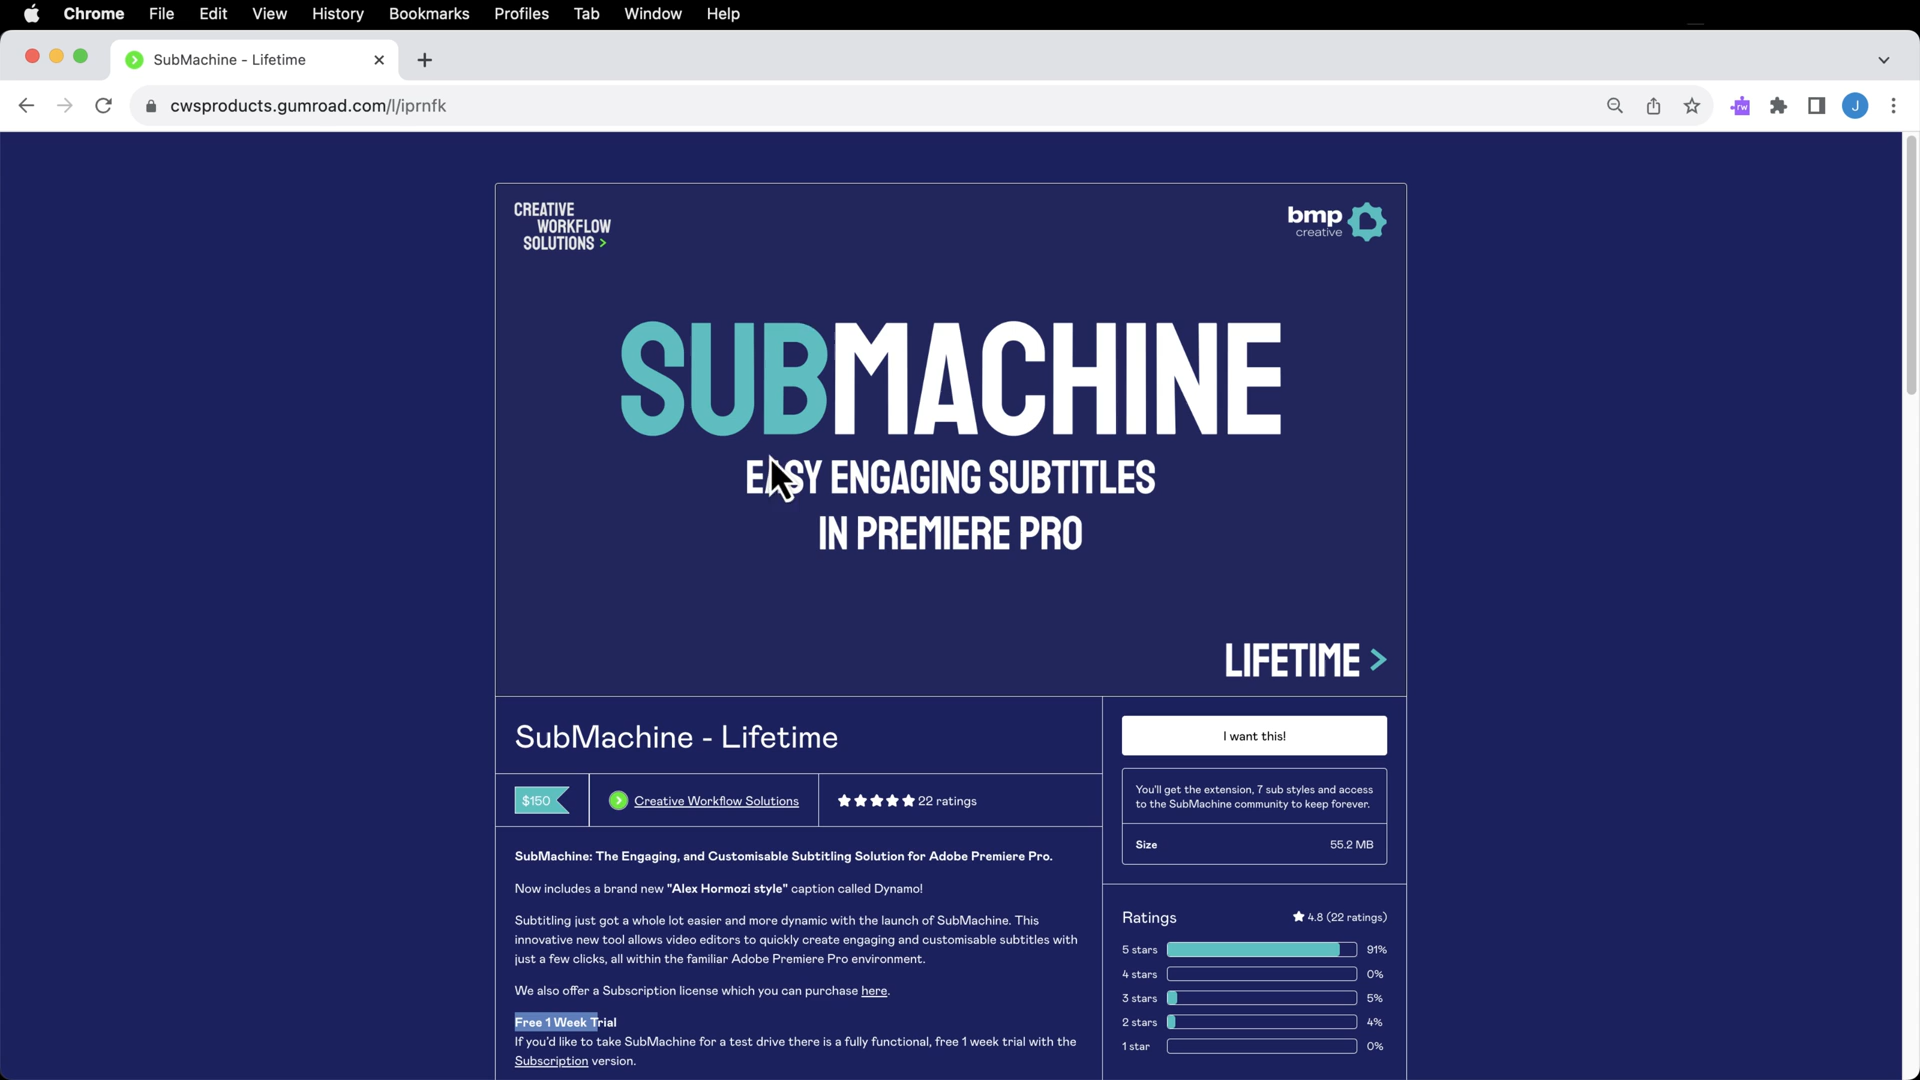 Chrome File Edit View History Bookmarks Profiles Tab Window Help
SubMachine - Lifetime
cwsproducts.gumroad.com/l/iprnfk
rw
J
CREATIVE
WORKFLOW
SOLUTIONS >
bmp
creative
SUBMACHINE
EASY ENGAGING SUBTITLES
IN PREMIERE PRO
LIFETIME >
SubMachine - Lifetime
$150
Creative Workflow Solutions
22 ratings
SubMachine: The Engaging, and Customisable Subtitling Solution for Adobe Premiere Pro.
Now includes a brand new "Alex Hormozi style" caption called Dynamo!
Subtitling just got a whole lot easier and more dynamic with the launch of SubMachine. This
innovative new tool allows video editors to quickly create engaging and customisable subtitles with
just a few clicks, all within the familiar Adobe Premiere Pro environment.
We also offer a Subscription license which you can purchase here.
Free 1 Week Trial
If you'd like to take SubMachine for a test drive there is a fully functional, free 1 week trial with the
Subscription version.
I want this!
You'll get the extension, 7 sub styles and access
to the SubMachine community to keep forever.
Size 55.2 MB
Ratings 4.8 (22 ratings)
5 stars 91%
4 stars 0%
3 stars 5%
2 stars 4%
1 star 0%